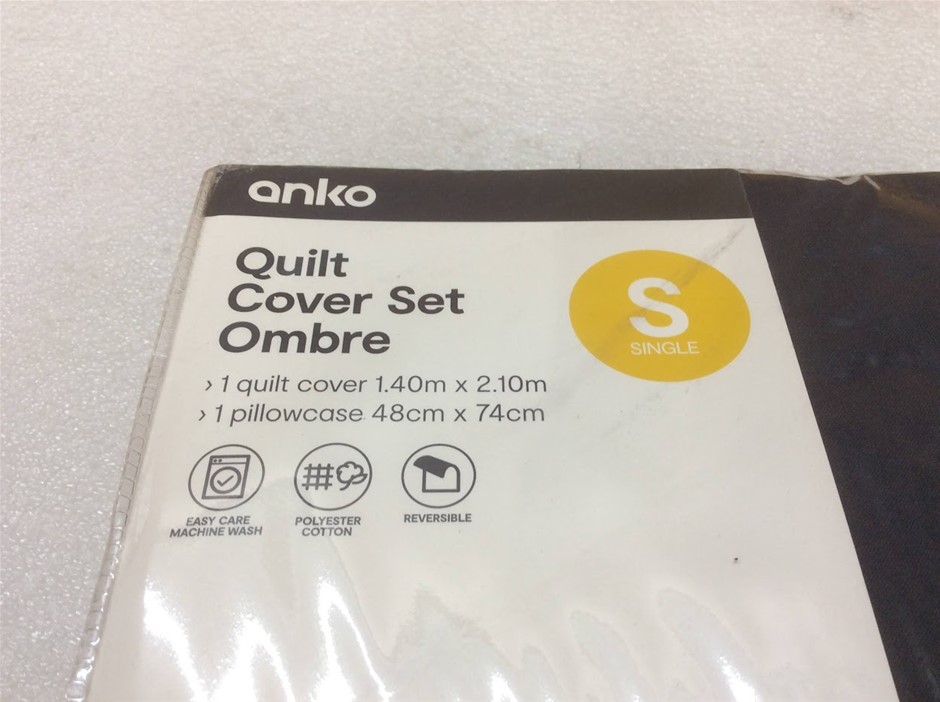 anko
Quilt
Cover Set
Ombre
S
SINGLE
› 1 quilt cover 1.40m x 2.10m
› 1 pillowcase 48cm x 74cm
EASY CARE
MACHINE WASH
POLYESTER
COTTON
REVERSIBLE